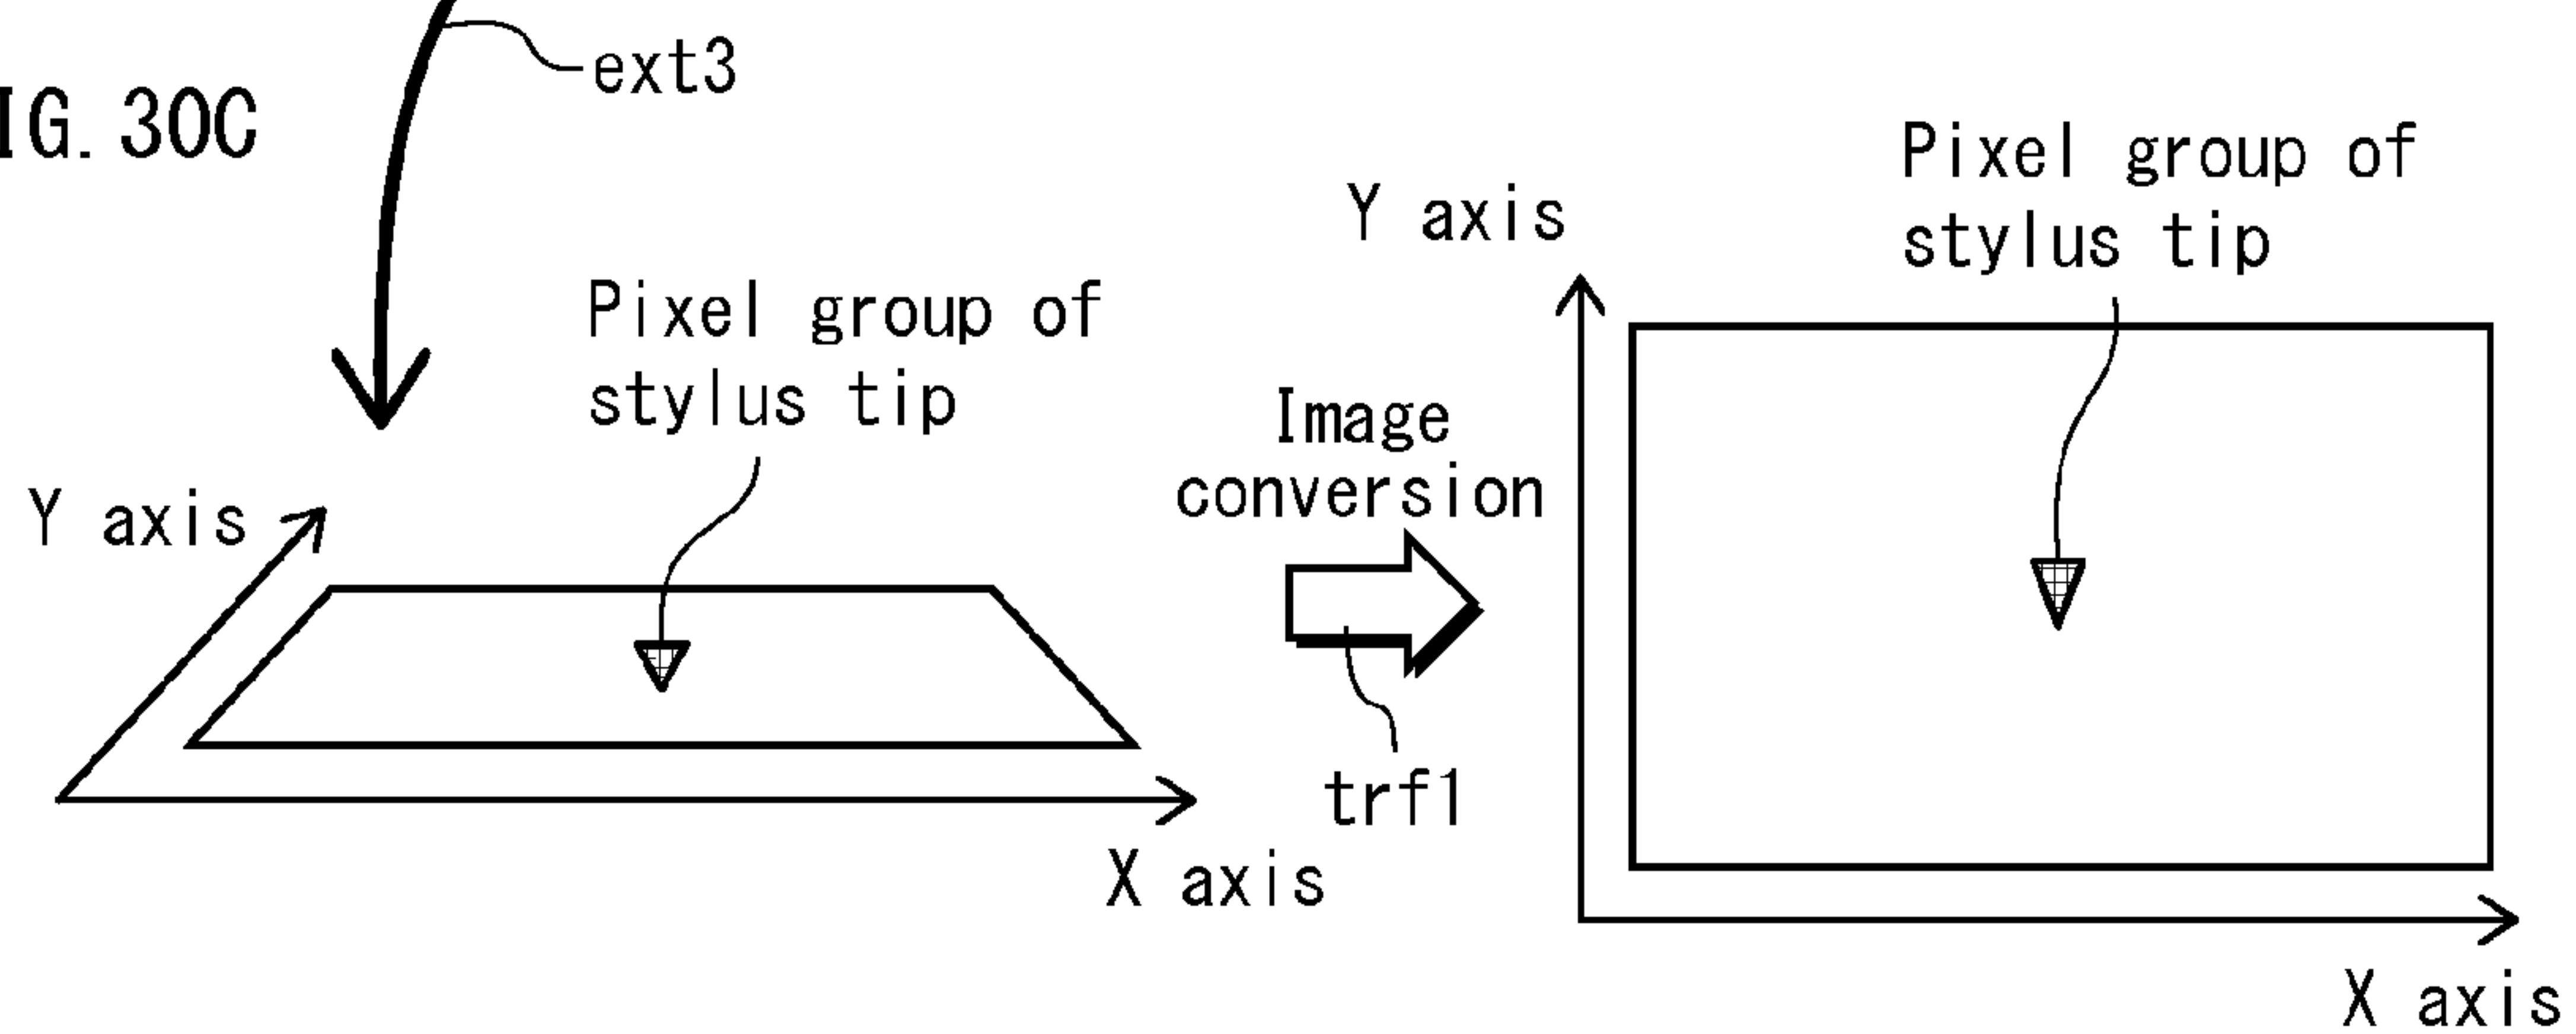 ext3
IG. 30C
Pixel group of
stylus tip
Y axis
X axis
Image
conversion
trf1
Pixel group of
stylus tip
Y axis
X axis